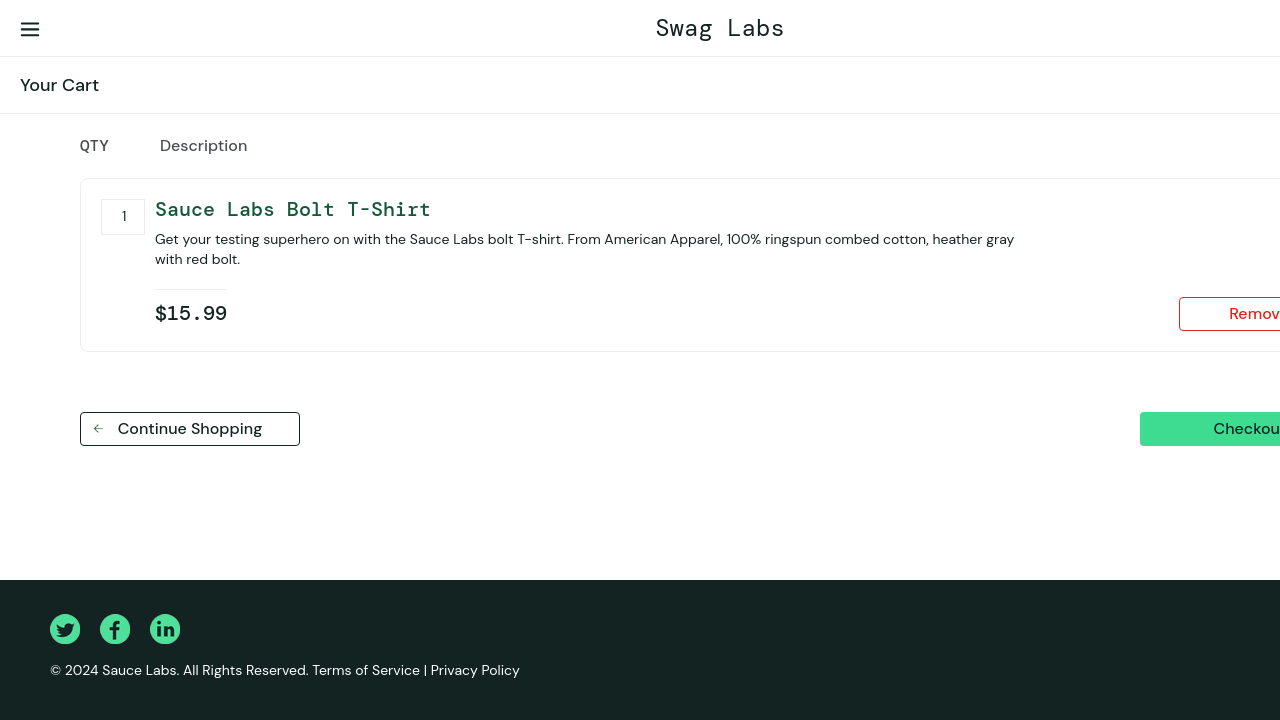 Swag Labs
Your Cart
QTY Description
1
Sauce Labs Bolt T-Shirt
Get your testing superhero on with the Sauce Labs bolt T-shirt. From American Apparel, 100% ringspun combed cotton, heather gray
with red bolt.
$15.99
Remov
← Continue Shopping
Checkou
© 2024 Sauce Labs. All Rights Reserved. Terms of Service | Privacy Policy